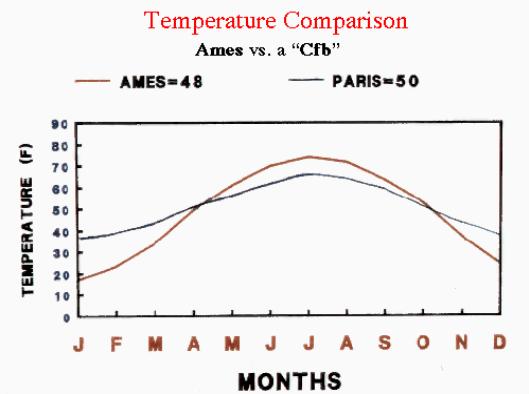 Temperature Comparison
Ames vs. a “Cfb”
AMES=48 PARIS=50
90
80
70
60
50
40
30
20
10
0
TEMPERATURE (F)
J F M A M J J A S O N D
MONTHS